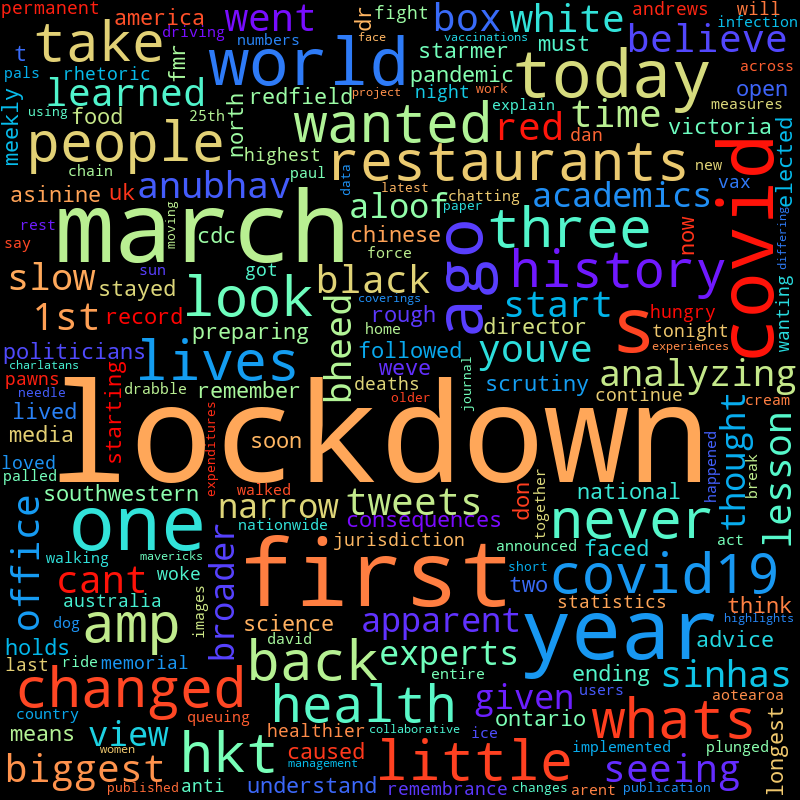 permanent
america
went
dr
fight
box
white
andrews
will
infection
driving
numbers
face
vaccinations
across
t
take
fmr
world
starmer
must
believe
pals
rhetoric
pandemic
today
open
meekly
learned
night
explain
measures
using
food
25th
north
redfield
project
work
time
dan
victoria
elected
people
chain
highest
paul
wanted
red
new
data
latest
chatting
restaurants
vax
asinine
uk
anubhav
aloof
paper
academics
now
covid
differing
rest
march
moving
cdc
chinese
ago
three
say
sun
got
force
history
wanting
slow
stayed
look
black
coverings
start
s
hungry
1st
record
preparing
bheed
home
rough
director
tonight
experiences
politicians
lives
followed
youve
charlatans
pawns
needle
starting
drabble
remember
deaths
weve
journal
scrutiny
analyzing
continue
cream
lived
older
media
lockdown
soon
expenditures
loved
thought
happened
break
lesson
palled
southwestern
walked
narrow
tweets
don
together
national
office
one
nationwide
consequences
never
act
walking
mavericks
broader
jurisdiction
announced
faced
cant
woke
first
short
two
covid19
australia
images
science
apparent
statistics
think
highlights
dog
amp
david
year
advice
holds
back
experts
last
ride
memorial
entire
ending
sinhas
country
changed
health
given
users
aotearoa
queuing
ontario
whats
longest
means
view
healthier
collaborative
ice
women
hkt
caused
little
implemented
plunged
biggest
management
seeing
published
anti
understand
remembrance
changes
arent
publication